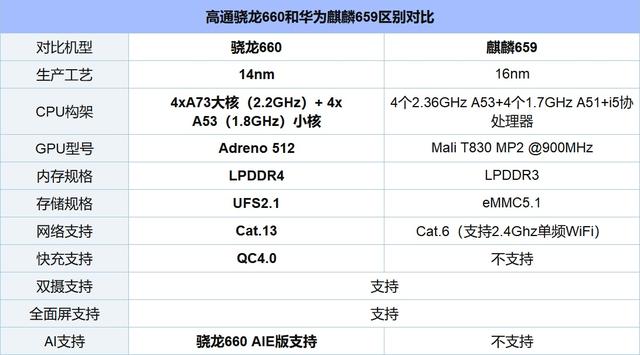 高通骁龙660和华为麒麟659区别对比
对比机型 骁龙660 麒麟659
生产工艺 14nm 16nm
CPU构架 4xA73大核（2.2GHz）+ 4x A53（1.8GHz）小核 4个2.36GHz A53+4个1.7GHz A51+i5协处理器
GPU型号 Adreno 512 Mali T830 MP2 @900MHz
内存规格 LPDDR4 LPDDR3
存储规格 UFS2.1 eMMC5.1
网络支持 Cat.13 Cat.6（支持2.4Ghz单频WiFi）
快充支持 QC4.0 不支持
双摄支持 支持
全面屏支持 支持
AI支持 骁龙660 AIE版支持 不支持